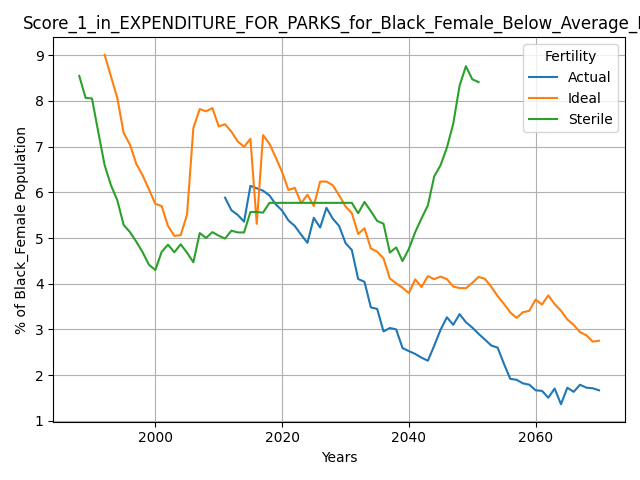 Score_1_in_EXPENDITURE_FOR_PARKS_for_Black_Female_Below_Average_
Fertility
Actual
Ideal
Sterile
% of Black_Female Population
9
8
7
6
5
4
3
2
1
2000 2020 2040 2060
Years